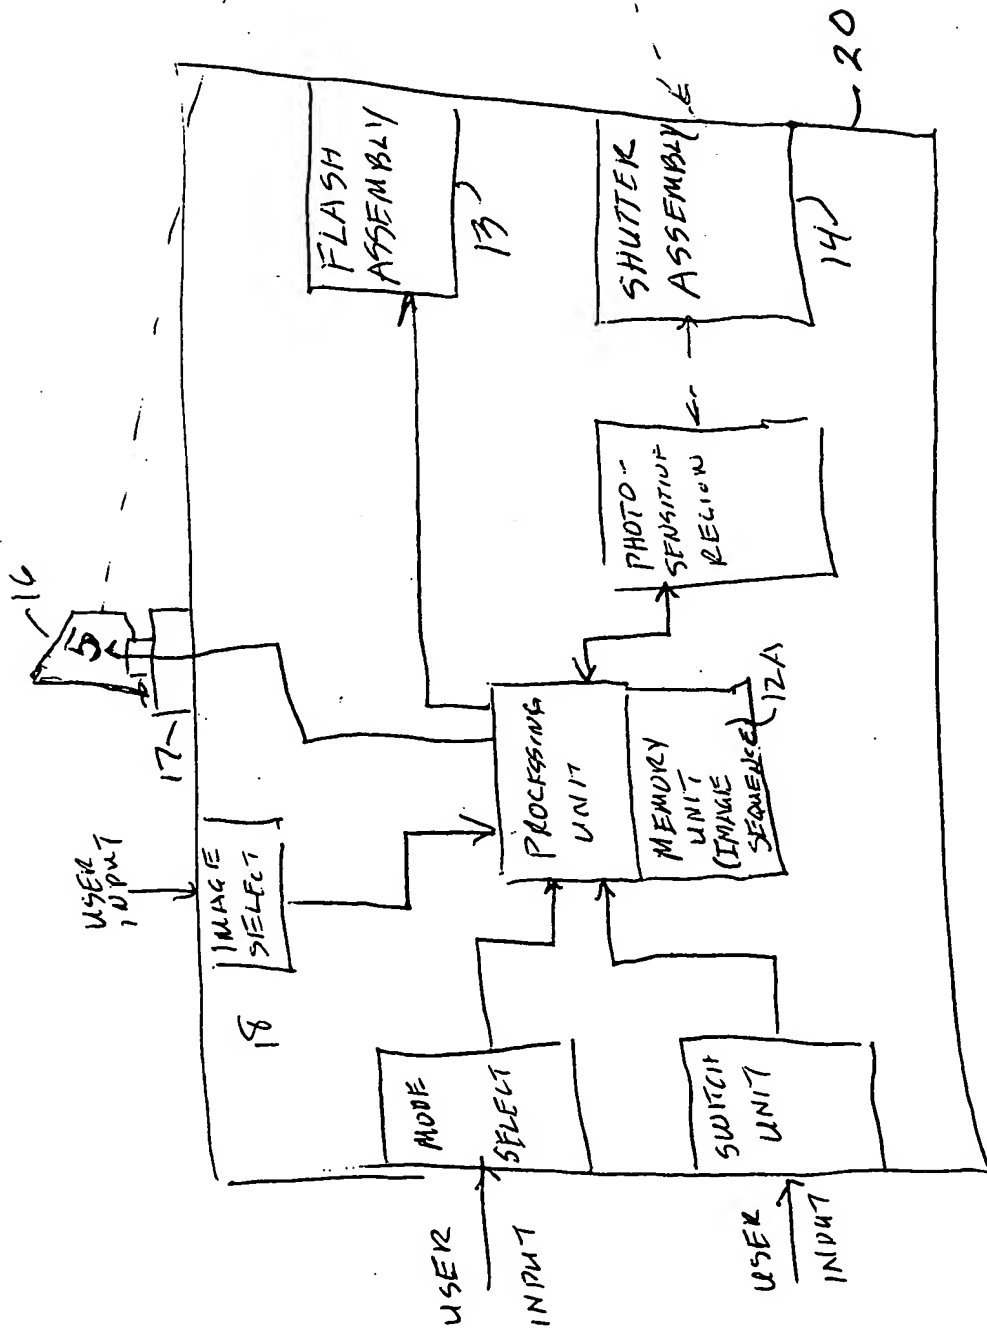 USER
INPUT
USER
INPUT
USER
INPUT
MODE
SELECT
SWITCH
UNIT
18
IMAGE
SELECT
17
16
5
PROCESSING
UNIT
MEMORY
UNIT
(IMAGE
SEQUENCE)
12A
PHOTO-
SENSITIVE
REGION
FLASH
ASSEMBLY
13
SHUTTER
ASSEMBLY
14
20